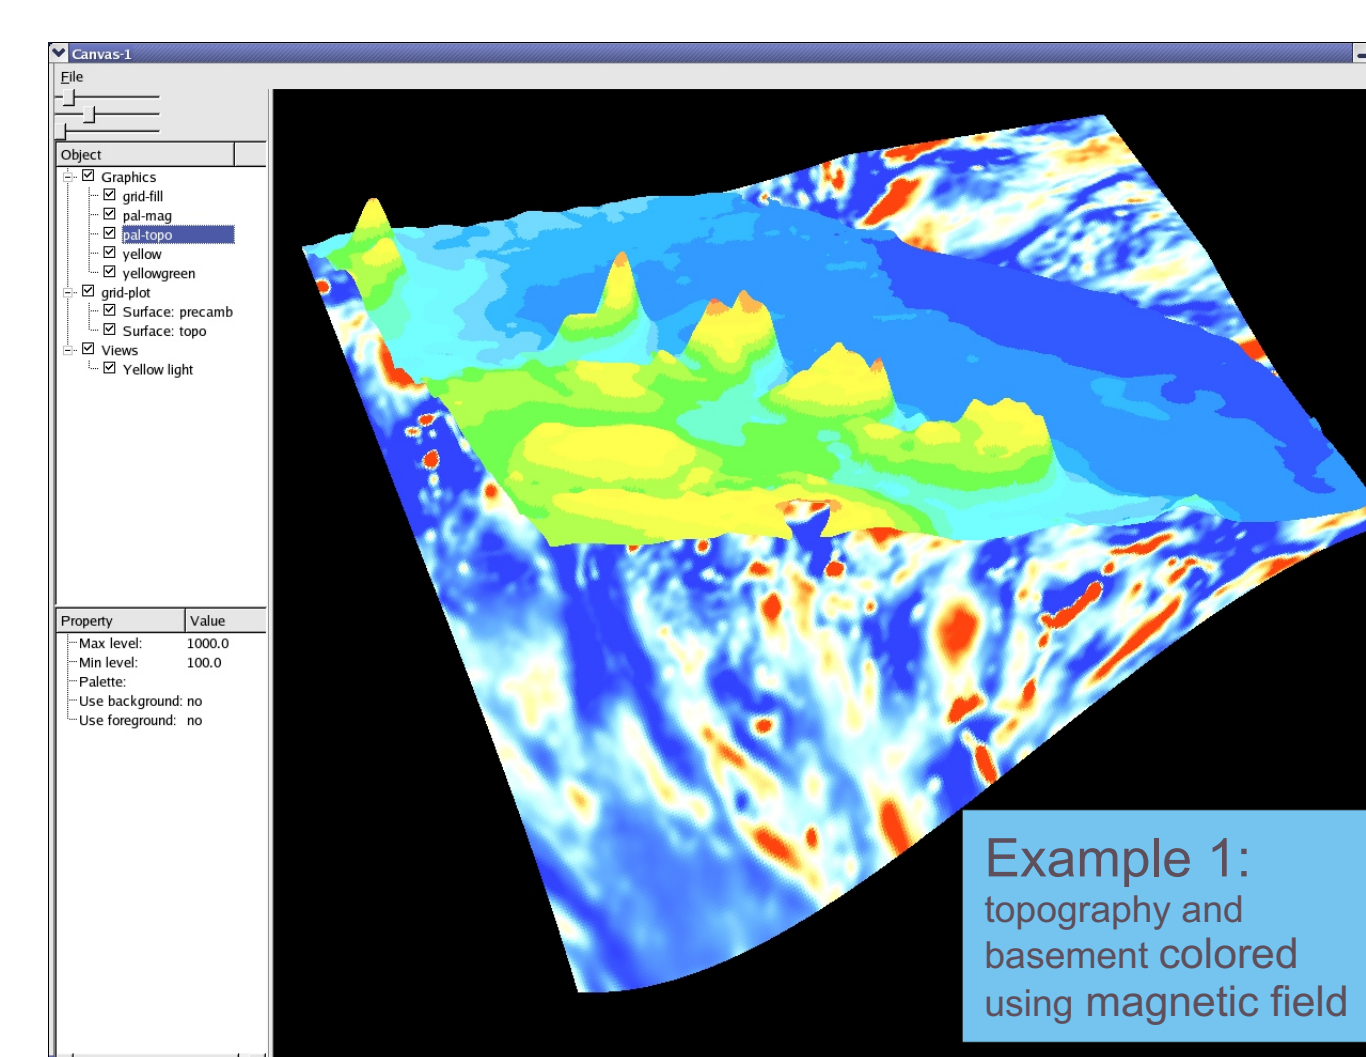 Canvas-1
File
Object
Graphics
grid-fill
pal-mag
pal-topo
yellow
yellowgreen
grid-plot
Surface: precamb
Surface: topo
Views
Yellow light
Property Value
Max level: 1000.0
Min level: 100.0
Palette:
Use background: no
Use foreground: no
Example 1:
topography and
basement colored
using magnetic field